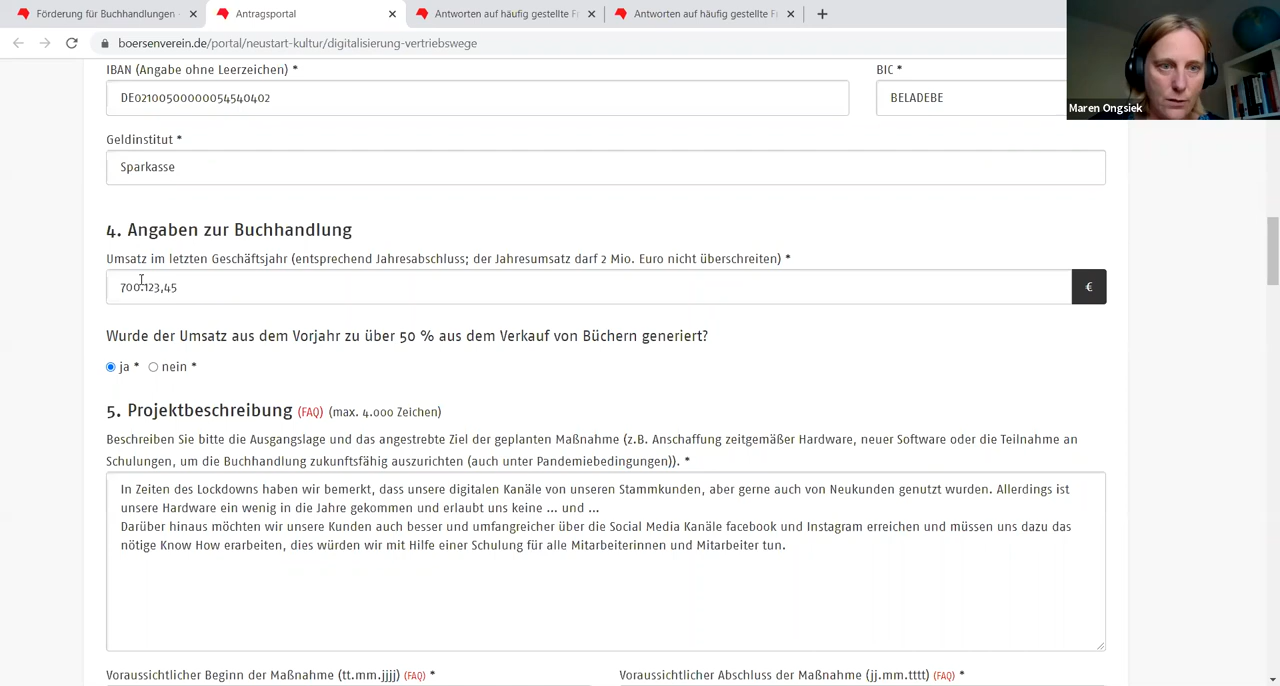 Förderung für Buchhandlungen
Antragsportal
Antworten auf häufig gestellte Fr
Antworten auf häufig gestellte Fr
boersenverein.de/portal/neustart-kultur/digitalisierung-vertriebswege
Maren Ongsiek
IBAN (Angabe ohne Leerzeichen) *
BIC *
DE02100500000054540402
BELADEBE
Geldinstitut *
Sparkasse
4. Angaben zur Buchhandlung
Umsatz im letzten Geschäftsjahr (entsprechend Jahresabschluss; der Jahresumsatz darf 2 Mio. Euro nicht überschreiten) *
700.123,45
€
Wurde der Umsatz aus dem Vorjahr zu über 50 % aus dem Verkauf von Büchern generiert?
ja * nein *
5. Projektbeschreibung (FAQ) (max. 4.000 Zeichen)
Beschreiben Sie bitte die Ausgangslage und das angestrebte Ziel der geplanten Maßnahme (z.B. Anschaffung zeitgemäßer Hardware, neuer Software oder die Teilnahme an
Schulungen, um die Buchhandlung zukunftsfähig auszurichten (auch unter Pandemiebedingungen)). *
In Zeiten des Lockdowns haben wir bemerkt, dass unsere digitalen Kanäle von unseren Stammkunden, aber gerne auch von Neukunden genutzt wurden. Allerdings ist
unsere Hardware ein wenig in die Jahre gekommen und erlaubt uns keine ... und ...
Darüber hinaus möchten wir unsere Kunden auch besser und umfangreicher über die Social Media Kanäle facebook und Instagram erreichen und müssen uns dazu das
nötige Know How erarbeiten, dies würden wir mit Hilfe einer Schulung für alle Mitarbeiterinnen und Mitarbeiter tun.
Voraussichtlicher Beginn der Maßnahme (tt.mm.jjjj) (FAQ) *
Voraussichtlicher Abschluss der Maßnahme (jj.mm.tttt) (FAQ) *